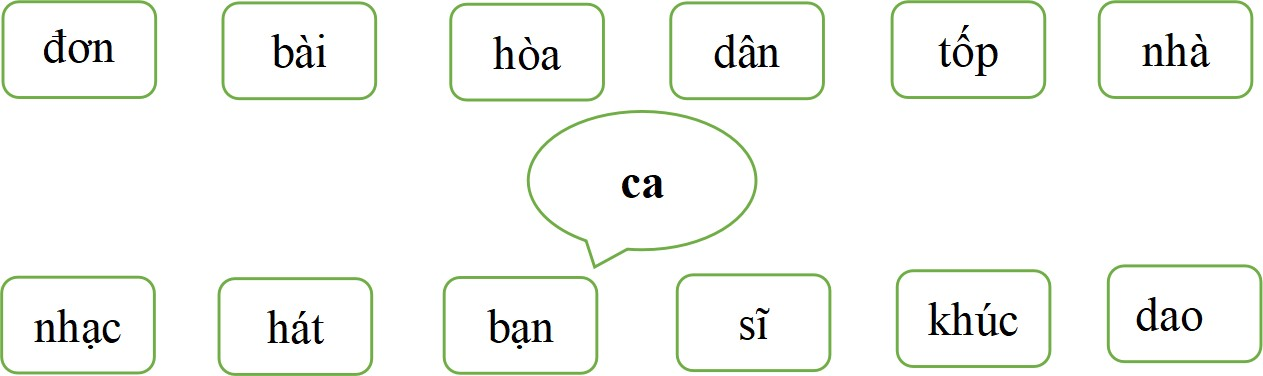 đơn
bài
hòa
dân
tốp
nhà
ca
nhạc
hát
bạn
sĩ
khúc
dao